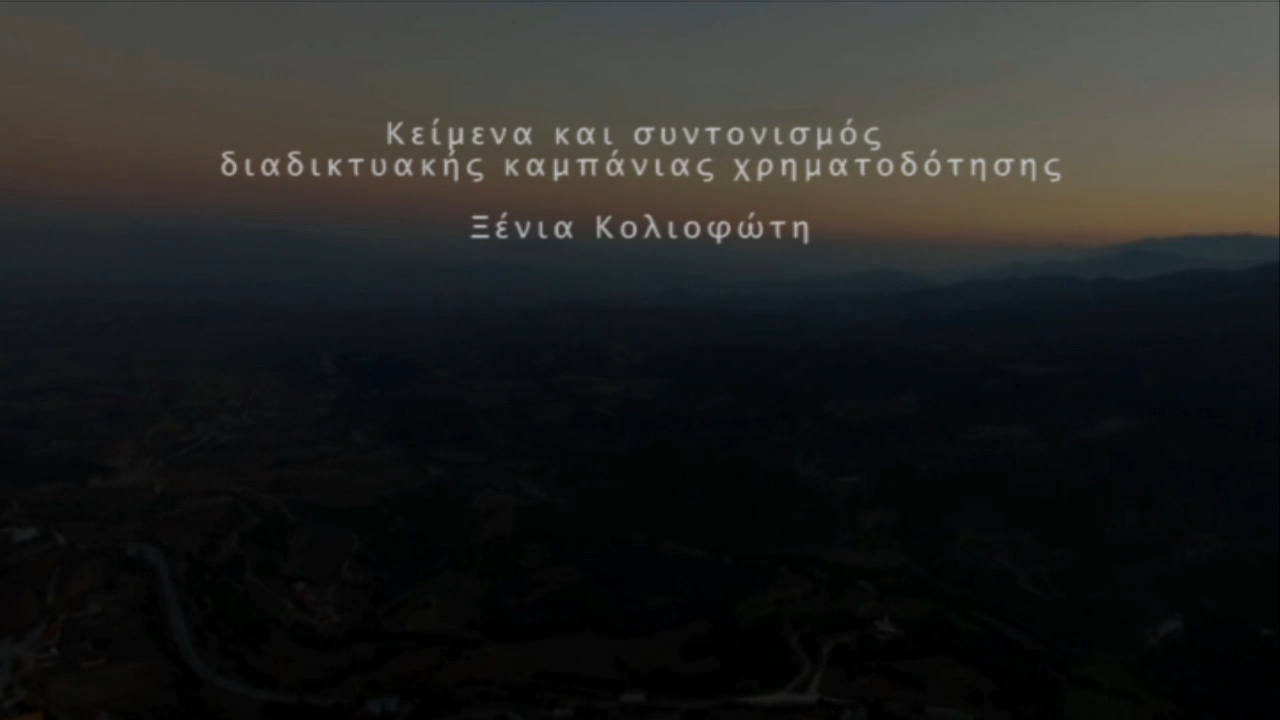 Κείμενα και συντονισμός
διαδικτυακής καμπάνιας χρηματοδότησης
Ξένια Κολιοφώτη